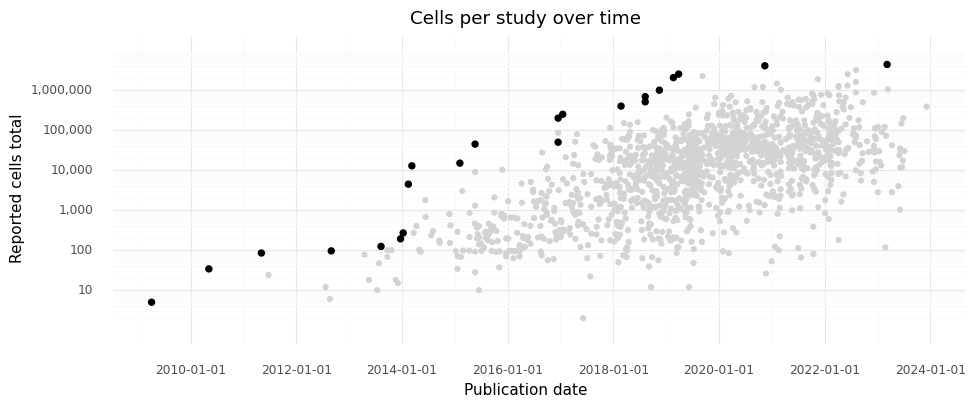 Cells per study over time
Reported cells total
1,000,000
100,000
10,000
1,000
100
10
2010-01-01 2012-01-01 2014-01-01 2016-01-01 2018-01-01 2020-01-01 2022-01-01 2024-01-01
Publication date